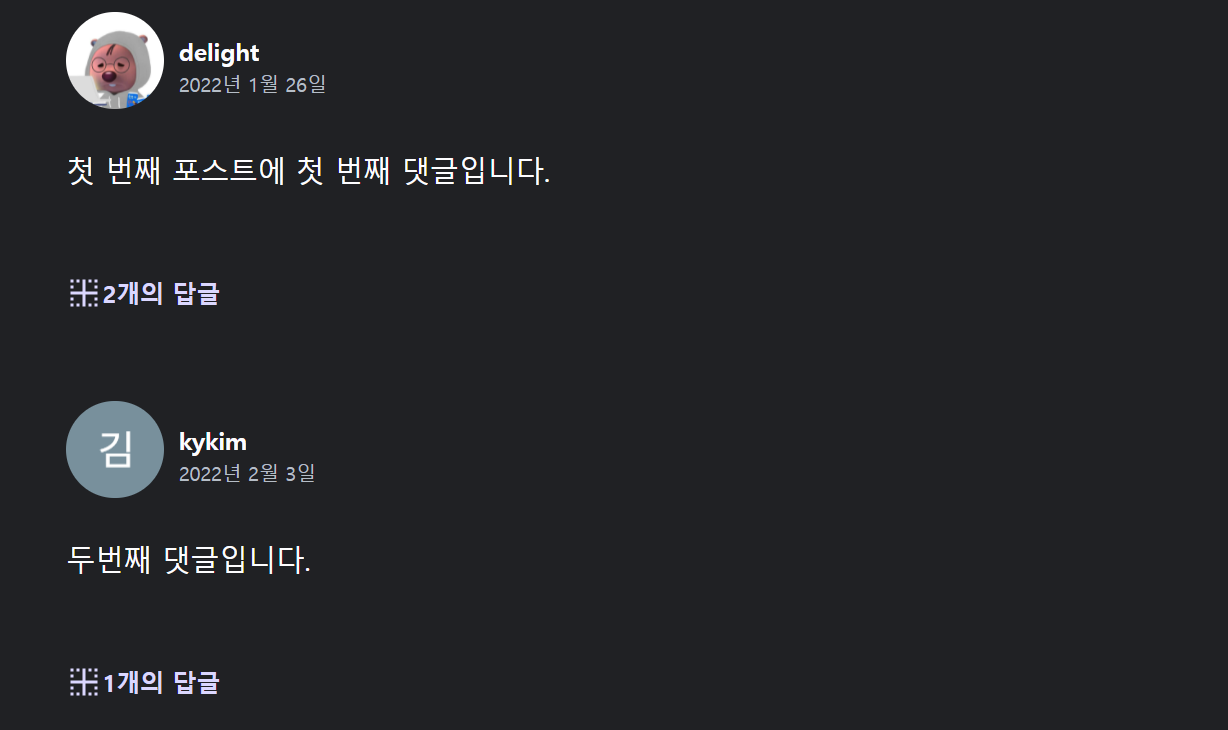 delight
2022년 1월 26일
첫 번째 포스트에 첫 번째 댓글입니다.
2개의 답글
김
kykim
2022년 2월 3일
두번째 댓글입니다.
1개의 답글